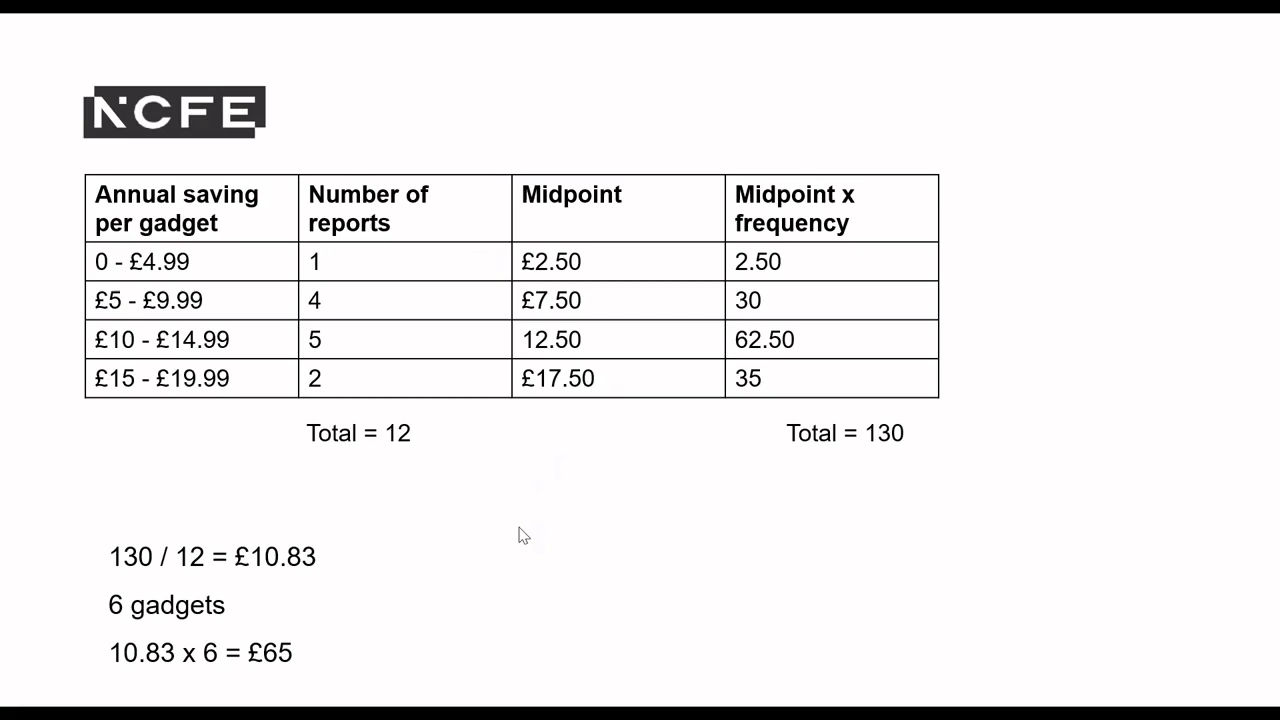 NCFE
Annual saving per gadget Number of reports Midpoint Midpoint x frequency
0 - £4.99 1 £2.50 2.50
£5 - £9.99 4 £7.50 30
£10 - £14.99 5 12.50 62.50
£15 - £19.99 2 £17.50 35
Total = 12 Total = 130
130 / 12 = £10.83
6 gadgets
10.83 x 6 = £65